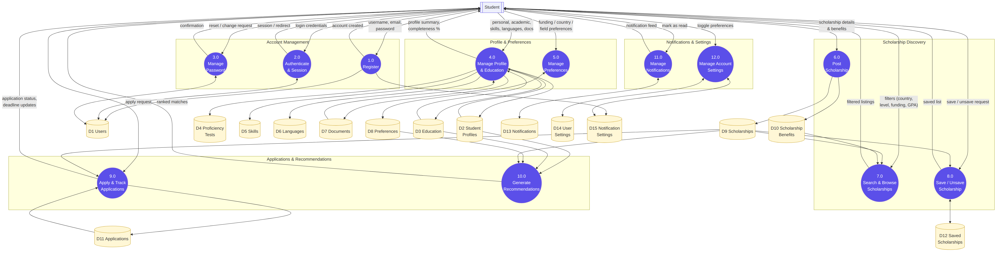 Student
confirmation
reset / change request
session / redirect
login credentials
account created
username, email,
password
profile summary,
completeness %
personal, academic,
skills, languages, docs
funding / country /
field preferences
notification feed
mark as read
toggle preferences
scholarship details
& benefits
Account Management
Profile & Preferences
Notifications & Settings
Scholarship Discovery
3.0
Manage
Password
2.0
Authenticate
& Session
1.0
Register
4.0
Manage Profile
& Education
5.0
Manage
Preferences
11.0
Manage
Notifications
12.0
Manage Account
Settings
6.0
Post
Scholarship
application status,
deadline updates
apply request
ranked matches
filtered listings
filters (country,
level, funding, GPA)
saved list
save / unsave request
D1 Users
D4 Proficiency
Tests
D5 Skills
D6 Languages
D7 Documents
D8 Preferences
D3 Education
D2 Student
Profiles
D13 Notifications
D14 User
Settings
D15 Notification
Settings
D9 Scholarships
D10 Scholarship
Benefits
Applications & Recommendations
9.0
Apply & Track
Applications
10.0
Generate
Recommendations
7.0
Search & Browse
Scholarships
8.0
Save / Unsave
Scholarship
D11 Applications
D12 Saved
Scholarships